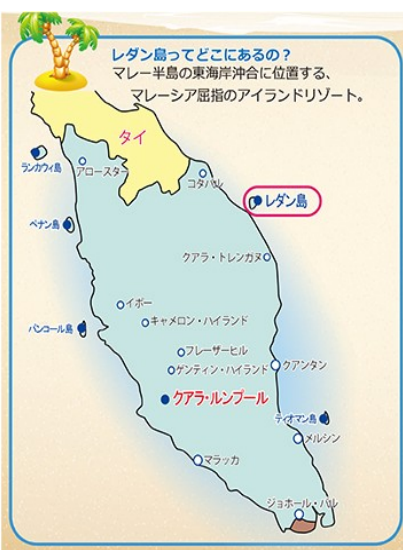 レダン島ってどこにあるの？
マレー半島の東海岸沖合に位置する、
マレーシア屈指のアイランドリゾート。
タイ
ランカウィ島
アロースター
コタバル
レダン島
ペナン島
クアラ・トレンガヌ
イポー
キャメロン・ハイランド
パンコール島
フレーザーヒル
ゲンティン・ハイランド
クアンタン
クアラ・ルンプール
ティオマン島
メルシン
マラッカ
ジョホール・バル